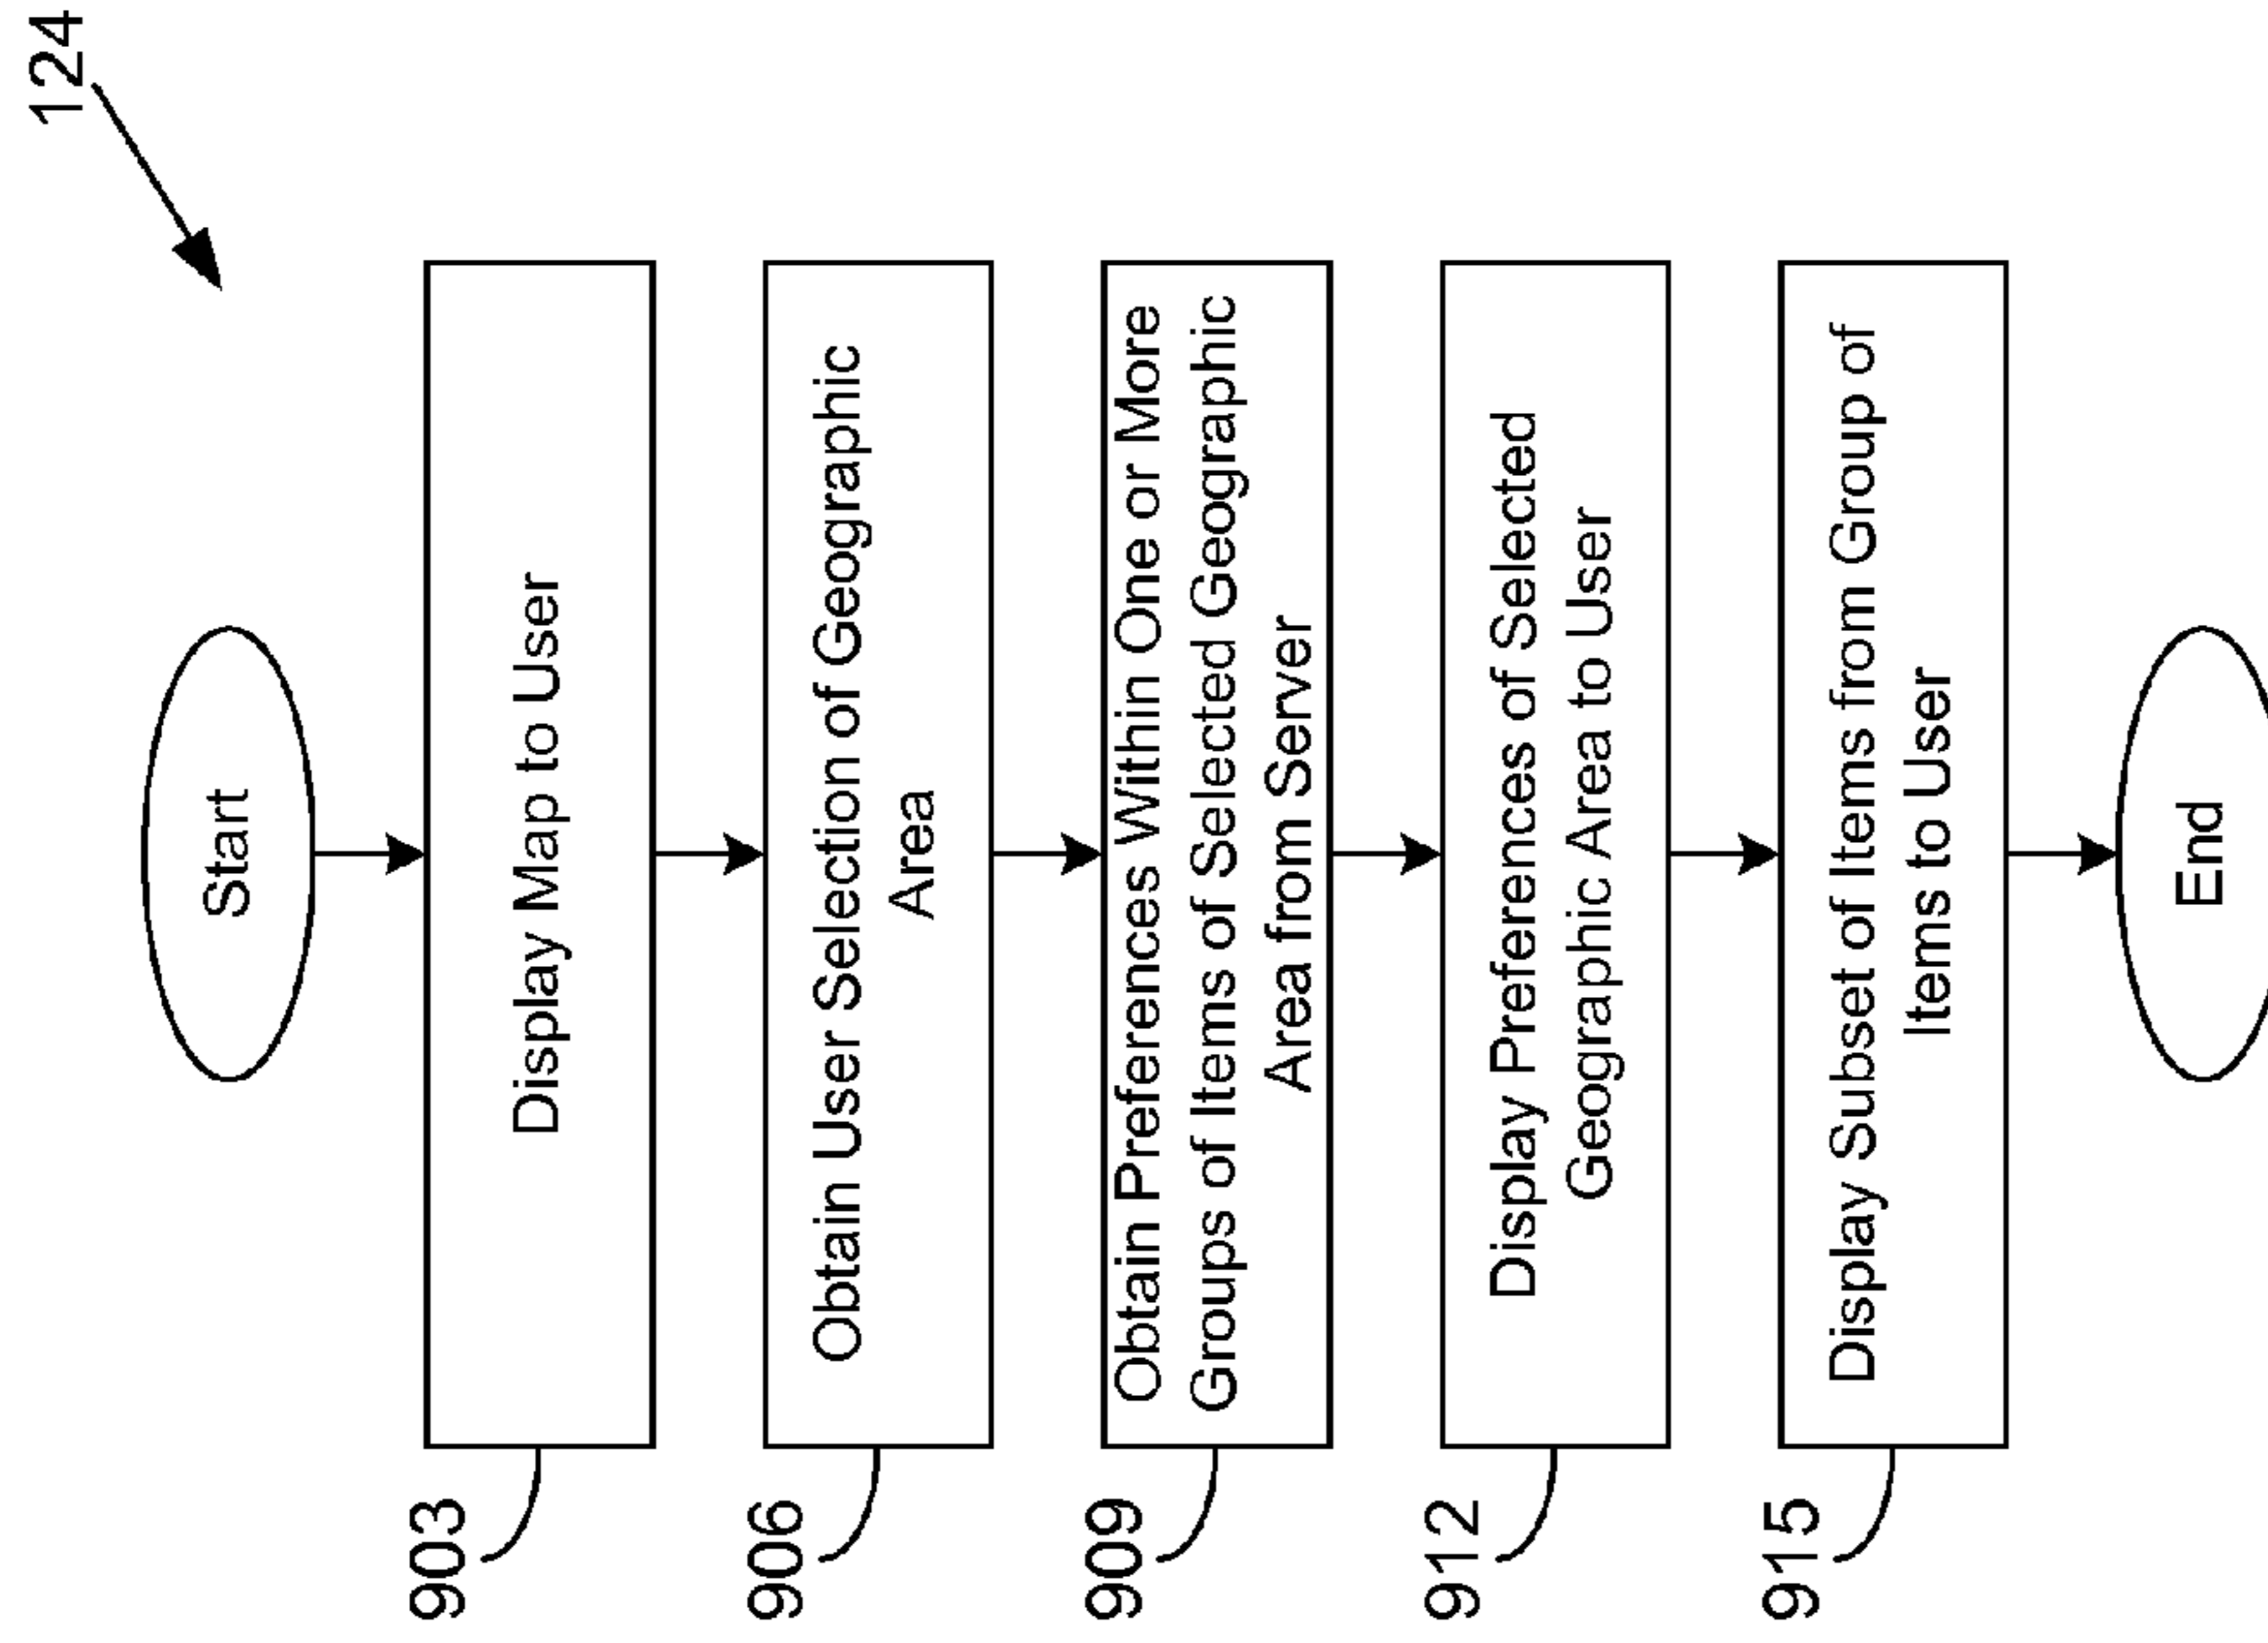 124
Start
903
Display Map to User
906
Obtain User Selection of Geographic
Area
909
Obtain Preferences Within One or More
Groups of Items of Selected Geographic
Area from Server
912
Display Preferences of Selected
Geographic Area to User
915
Display Subset of Items from Group of
Items to User
End